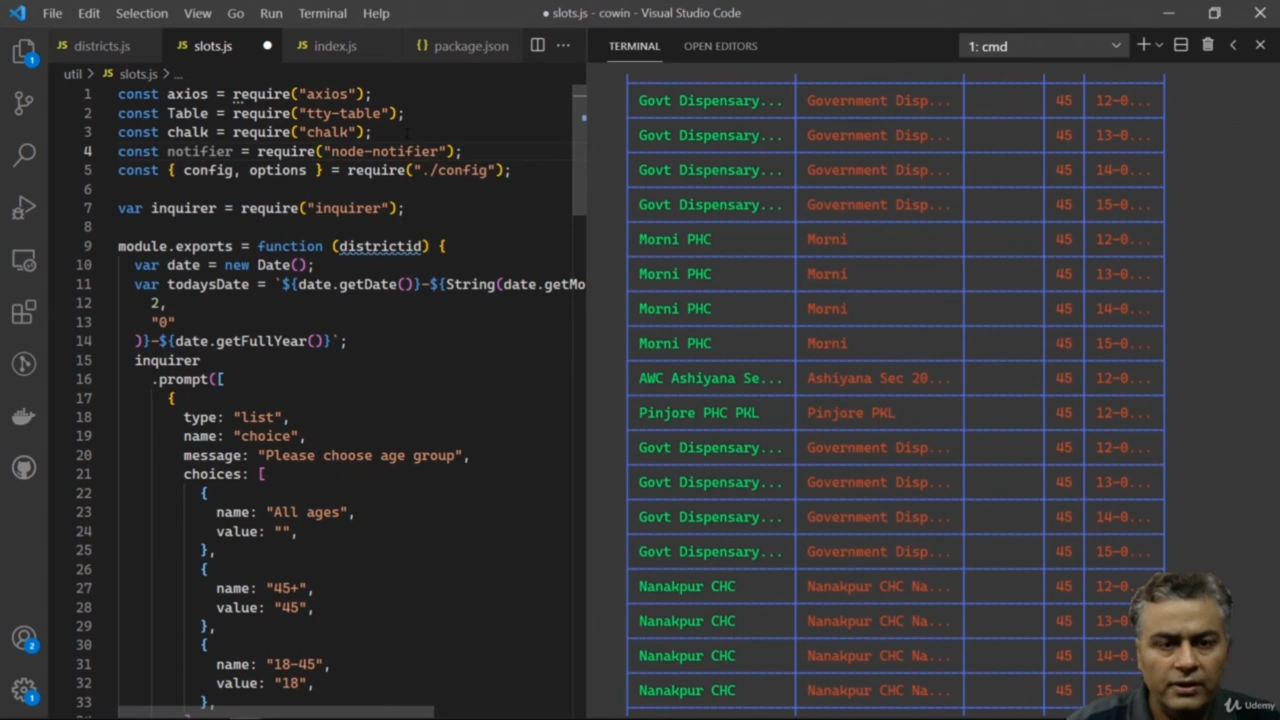 File Edit Selection View Go Run Terminal Help
● slots.js - cowin - Visual Studio Code
JS districts.js
JS slots.js ●
JS index.js
package.json
util > JS slots.js > ...
1 const axios = require("axios");
2 const Table = require("tty-table");
3 const chalk = require("chalk");
4 const notifier = require("node-notifier");
5 const { config, options } = require("./config");
6
7 var inquirer = require("inquirer");
8
9 module.exports = function (districtid) {
10 var date = new Date();
11 var todaysDate = `${date.getDate()}-${String(date.getMo
12 2,
13 "0"
14 )}-${date.getFullYear()}`;
15 inquirer
16 .prompt([
17 {
18 type: "list",
19 name: "choice",
20 message: "Please choose age group",
21 choices: [
22 {
23 name: "All ages",
24 value: "",
25 },
26 {
27 name: "45+",
28 value: "45",
29 },
30 {
31 name: "18-45",
32 value: "18",
33 },
TERMINAL OPEN EDITORS
1: cmd
Govt Dispensary... Government Disp... 45 12-0...
Govt Dispensary... Government Disp... 45 13-0...
Govt Dispensary... Government Disp... 45 14-0...
Govt Dispensary... Government Disp... 45 15-0...
Morni PHC Morni 45 12-0...
Morni PHC Morni 45 13-0...
Morni PHC Morni 45 14-0...
Morni PHC Morni 45 15-0...
AWC Ashiyana Se... Ashiyana Sec 20... 45 12-0...
Pinjore PHC PKL Pinjore PKL 45 12-0...
Govt Dispensary... Government Disp... 45 12-0...
Govt Dispensary... Government Disp... 45 13-0...
Govt Dispensary... Government Disp... 45 14-0...
Govt Dispensary... Government Disp... 45 15-0...
Nanakpur CHC Nanakpur CHC Na... 45 12-0...
Nanakpur CHC Nanakpur CHC Na... 45 13-0
Nanakpur CHC Nanakpur CHC Na... 45 14-0
Nanakpur CHC Nanakpur CHC Na... 45 15-0
1
2
1
Udemy